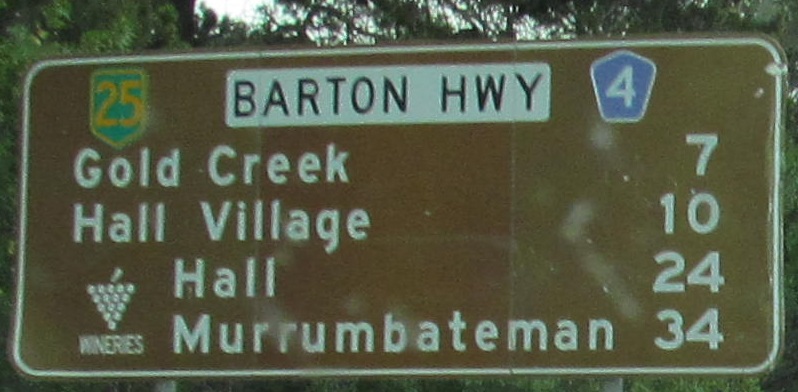 25 BARTON HWY 4
Gold Creek 7
Hall Village 10
Hall 24
WINERIES Murrumbateman 34